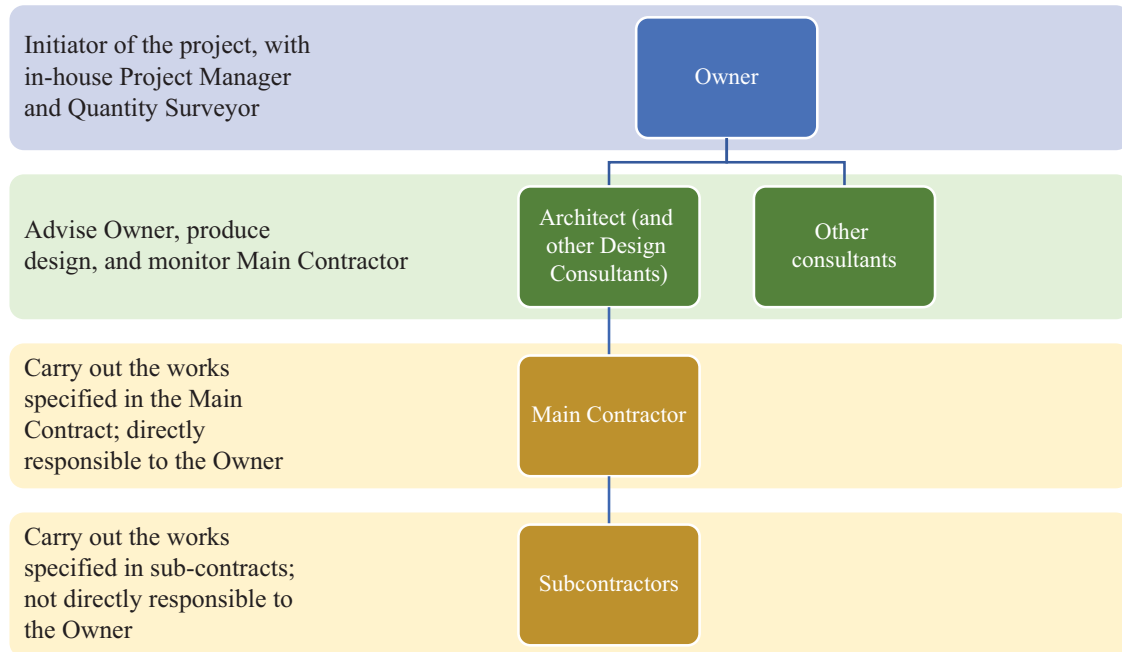 Initiator of the project, with
in-house Project Manager
and Quantity Surveyor
Owner
Advise Owner, produce
design, and monitor Main Contractor
Architect (and
other Design
Consultants)
Other
consultants
Carry out the works
specified in the Main
Contract; directly
responsible to the Owner
Main Contractor
Carry out the works
specified in sub-contracts;
not directly responsible to
the Owner
Subcontractors